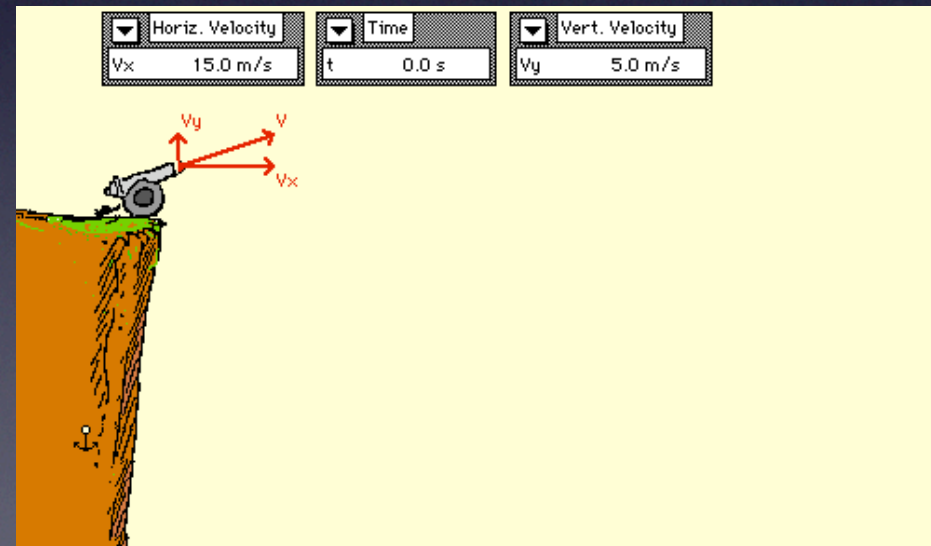 Horiz. Velocity
Vx 15.0 m/s
Time
t 0.0 s
Vert. Velocity
Vy 5.0 m/s
Vy
V
Vx